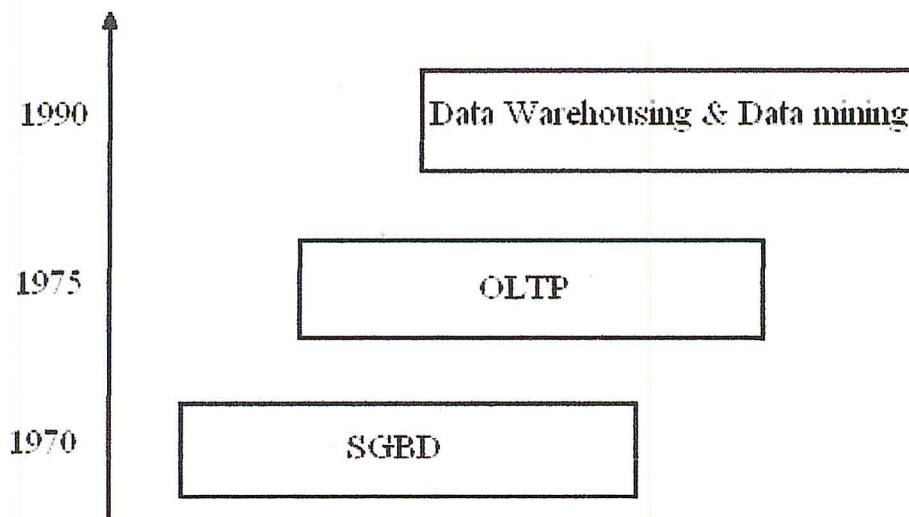 1990
Data Warehousing & Data mining
1975
OLTP
1970
SGBD